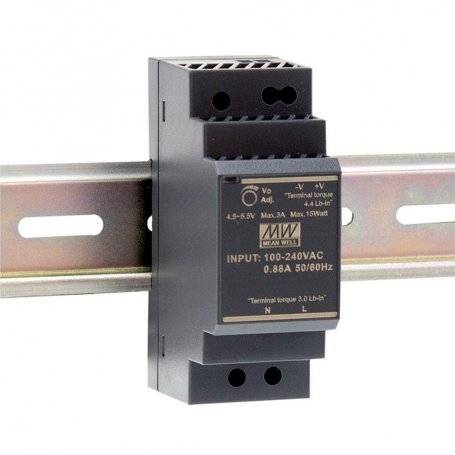 Vo Adj.
-V +V
"Terminal torque 4.4 Lb-In"
4.5~5.5V Max.3A Max.15Watt
MW
MEAN WELL
INPUT: 100-240VAC
0.88A 50/60Hz
"Terminal torque 3.0 Lb-In"
N L